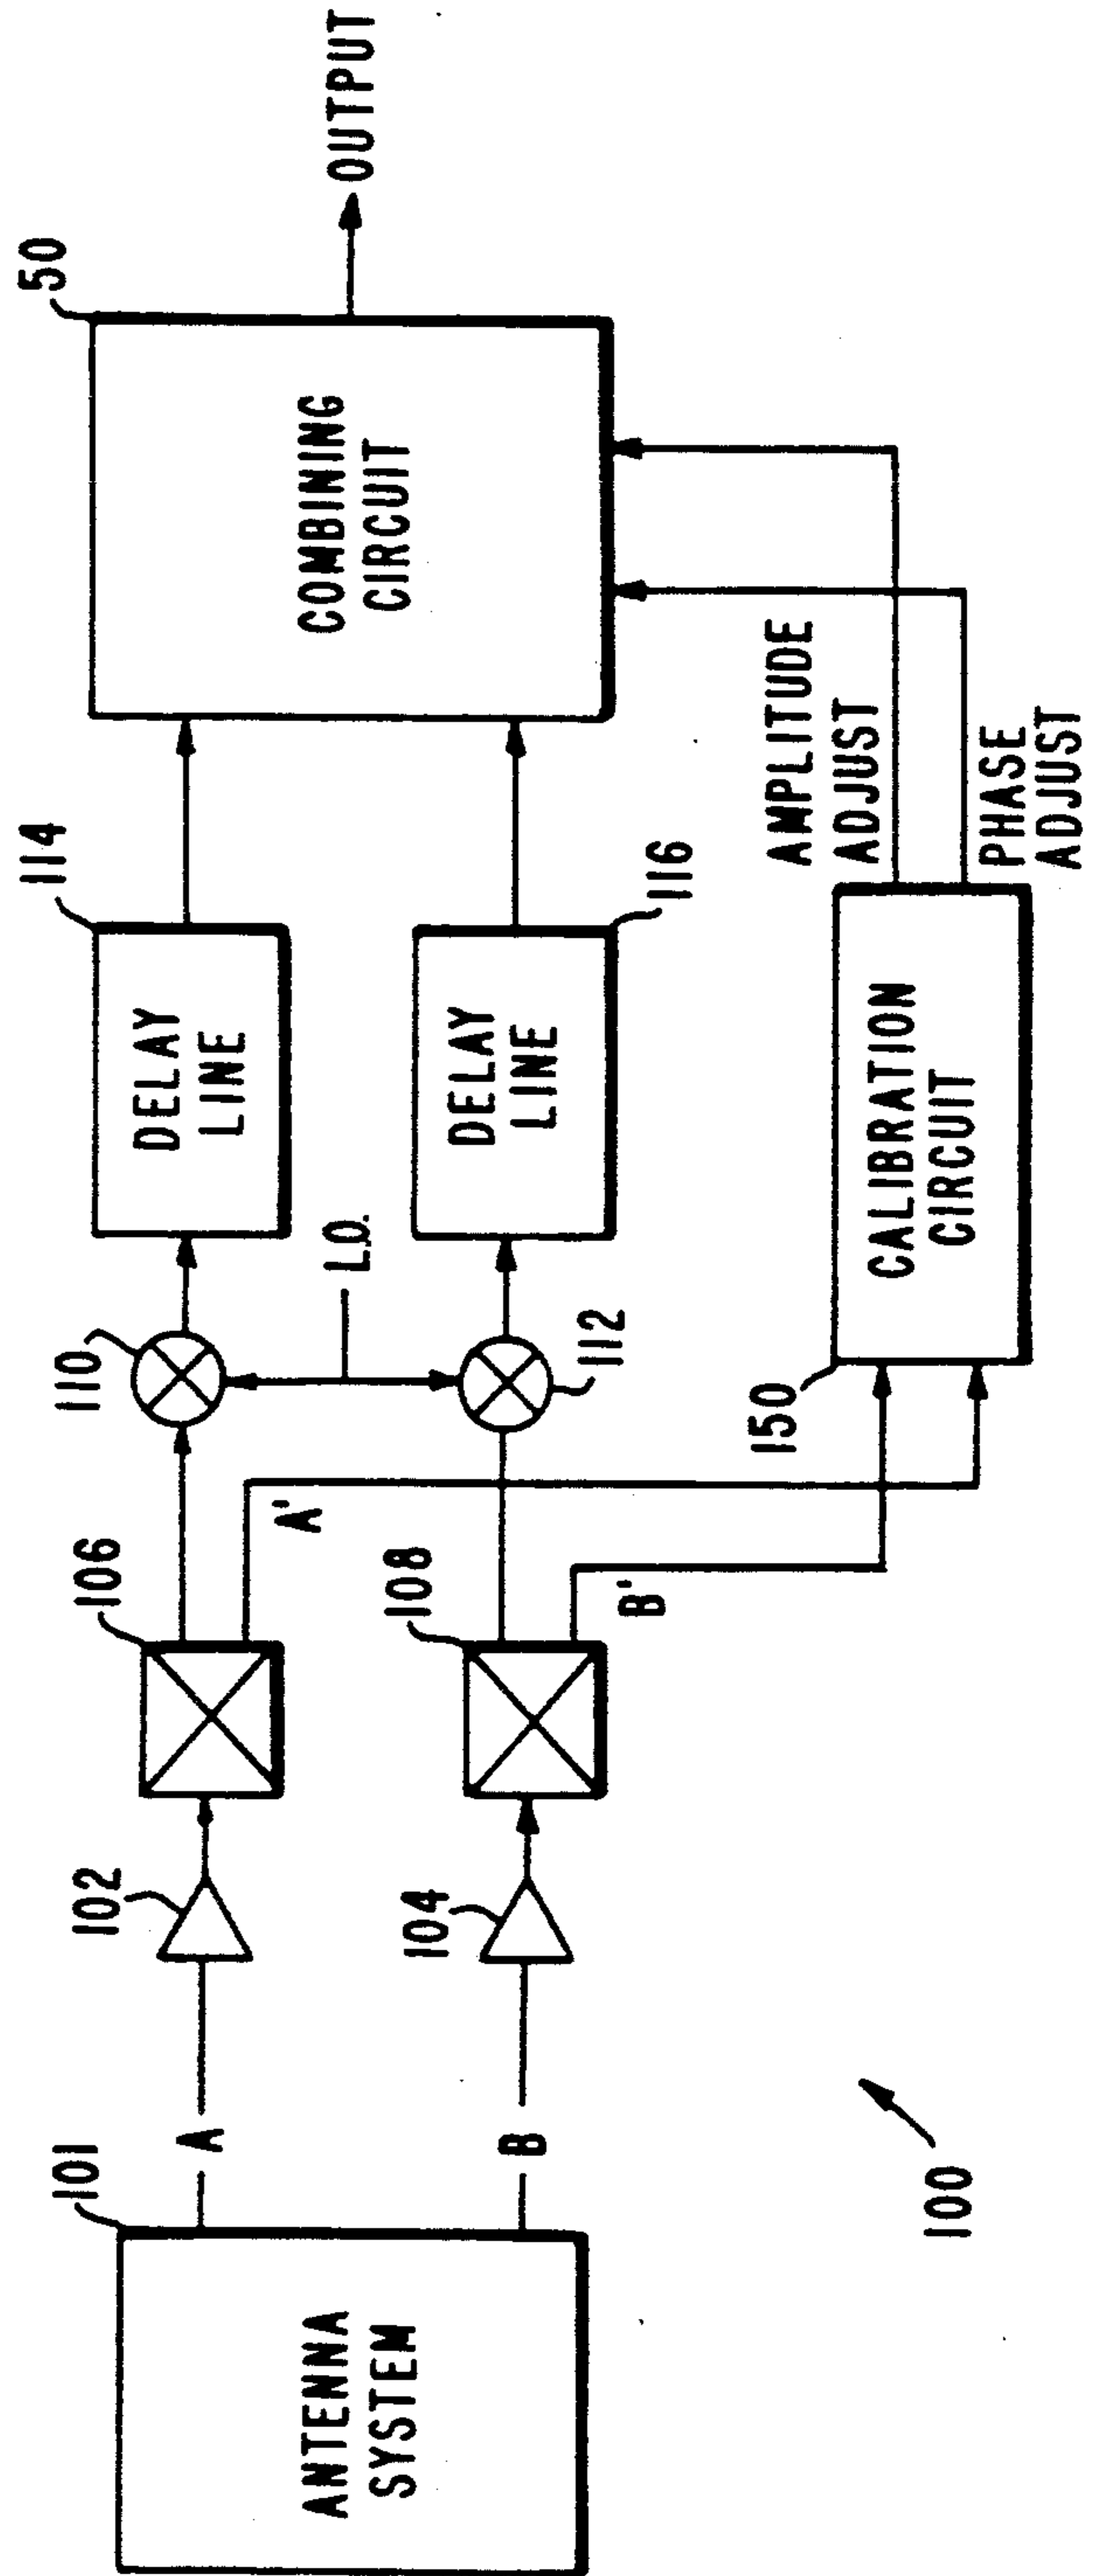 101
ANTENNA
SYSTEM
A
B
102
104
106
108
A'
B'
110
112
L.O.
114
DELAY
LINE
DELAY
LINE
116
150
CALIBRATION
CIRCUIT
AMPLITUDE
ADJUST
PHASE
ADJUST
50
COMBINING
CIRCUIT
OUTPUT
100